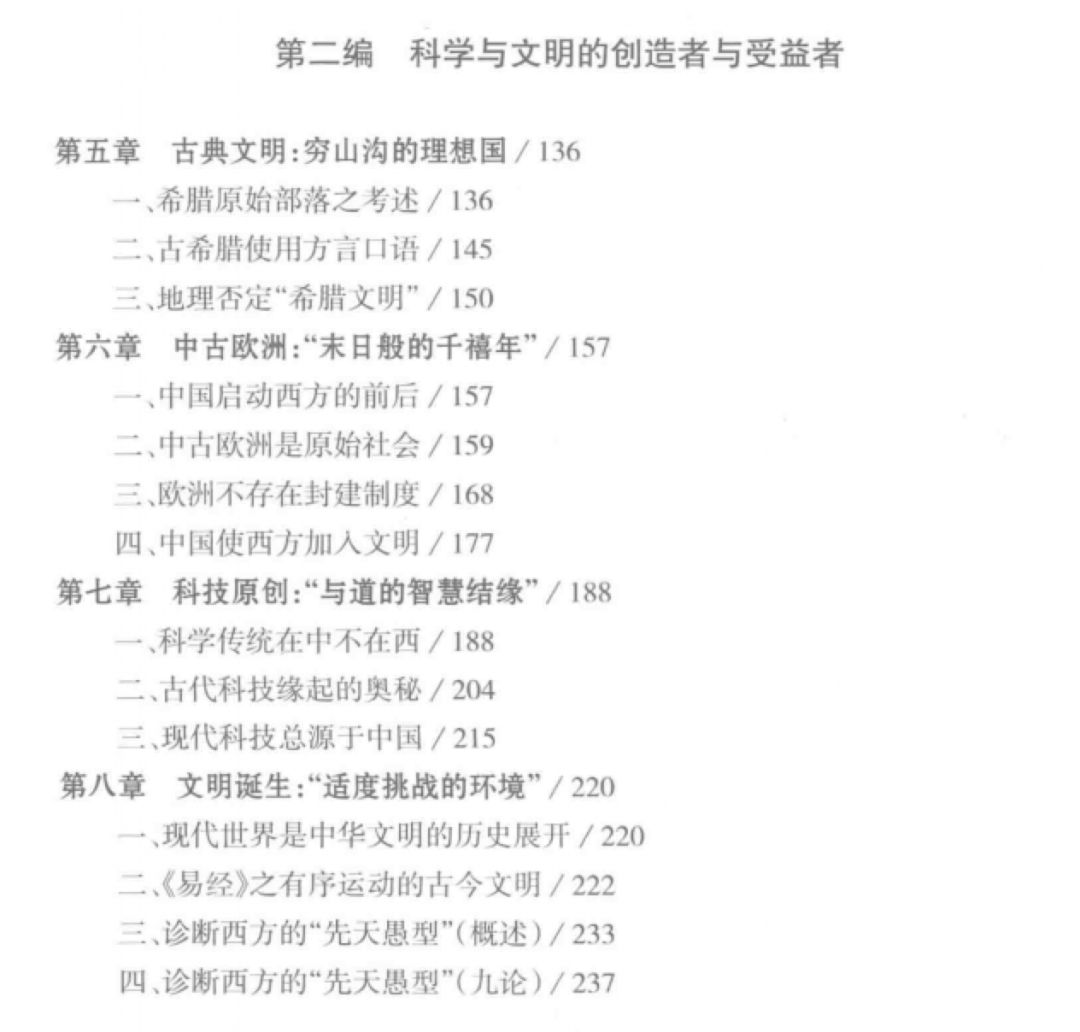 第二编 科学与文明的创造者与受益者
第五章 古典文明:穷山沟的理想国 / 136
一、希腊原始部落之考述 / 136
二、古希腊使用方言口语 / 145
三、地理否定“希腊文明” / 150
第六章 中古欧洲:“末日般的千禧年” / 157
一、中国启动西方的前后 / 157
二、中古欧洲是原始社会 / 159
三、欧洲不存在封建制度 / 168
四、中国使西方加入文明 / 177
第七章 科技原创:“与道的智慧结缘” / 188
一、科学传统在中不在西 / 188
二、古代科技缘起的奥秘 / 204
三、现代科技总源于中国 / 215
第八章 文明诞生:“适度挑战的环境” / 220
一、现代世界是中华文明的历史展开 / 220
二、《易经》之有序运动的古今文明 / 222
三、诊断西方的“先天愚型”(概述) / 233
四、诊断西方的“先天愚型”(九论) / 237